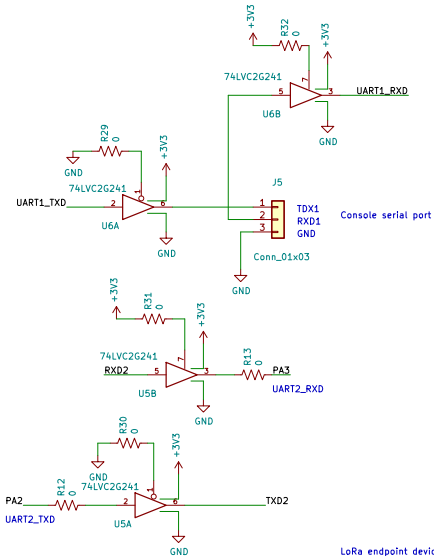 +3V3
R32
0
+3V3
7
74LVC2G241
5
3
UART1_RXD
U6B
GND
R29
0
+3V3
GND
1
74LVC2G241
UART1_TXD
2
6
U6A
GND
J5
1
TDX1
2
RXD1
3
GND
Console serial port
Conn_01x03
GND
+3V3
R31
0
+3V3
7
74LVC2G241
RXD2
5
3
R13
0
PA3
U5B
UART2_RXD
GND
R30
0
+3V3
GND
1
74LVC2G241
PA2
R12
0
2
6
TXD2
UART2_TXD
U5A
GND
LoRa endpoint devic